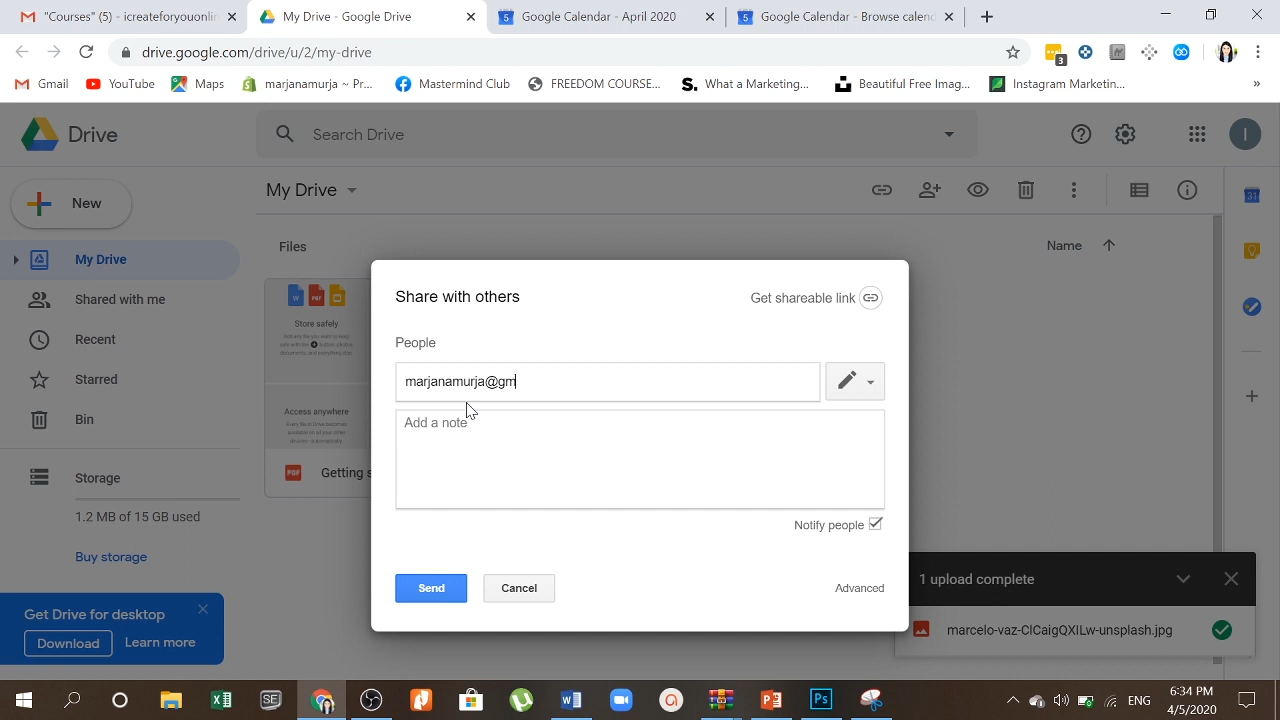 "Courses" (5) - icreateforyouonlin
My Drive - Google Drive
Google Calendar - April 2020
Google Calendar - Browse calend
drive.google.com/drive/u/2/my-drive
3
Gmail
YouTube
Maps
marjanamurja ~ Pr...
Mastermind Club
FREEDOM COURSE...
What a Marketing...
Beautiful Free Imag...
Instagram Marketin...
»
Drive
Search Drive
I
New
My Drive
Files
Name
My Drive
Shared with me
Recent
Starred
Bin
Storage
1.2 MB of 15 GB used
Buy storage
Get Drive for desktop
Download
Learn more
Store safely
Access anywhere
PDF
Getting s
Share with others
Get shareable link
People
marjanamurja@gm
Add a note
Notify people
Send
Cancel
Advanced
1 upload complete
marcelo-vaz-ClCaigQXILw-unsplash.jpg
ENG
6:34 PM
4/5/2020